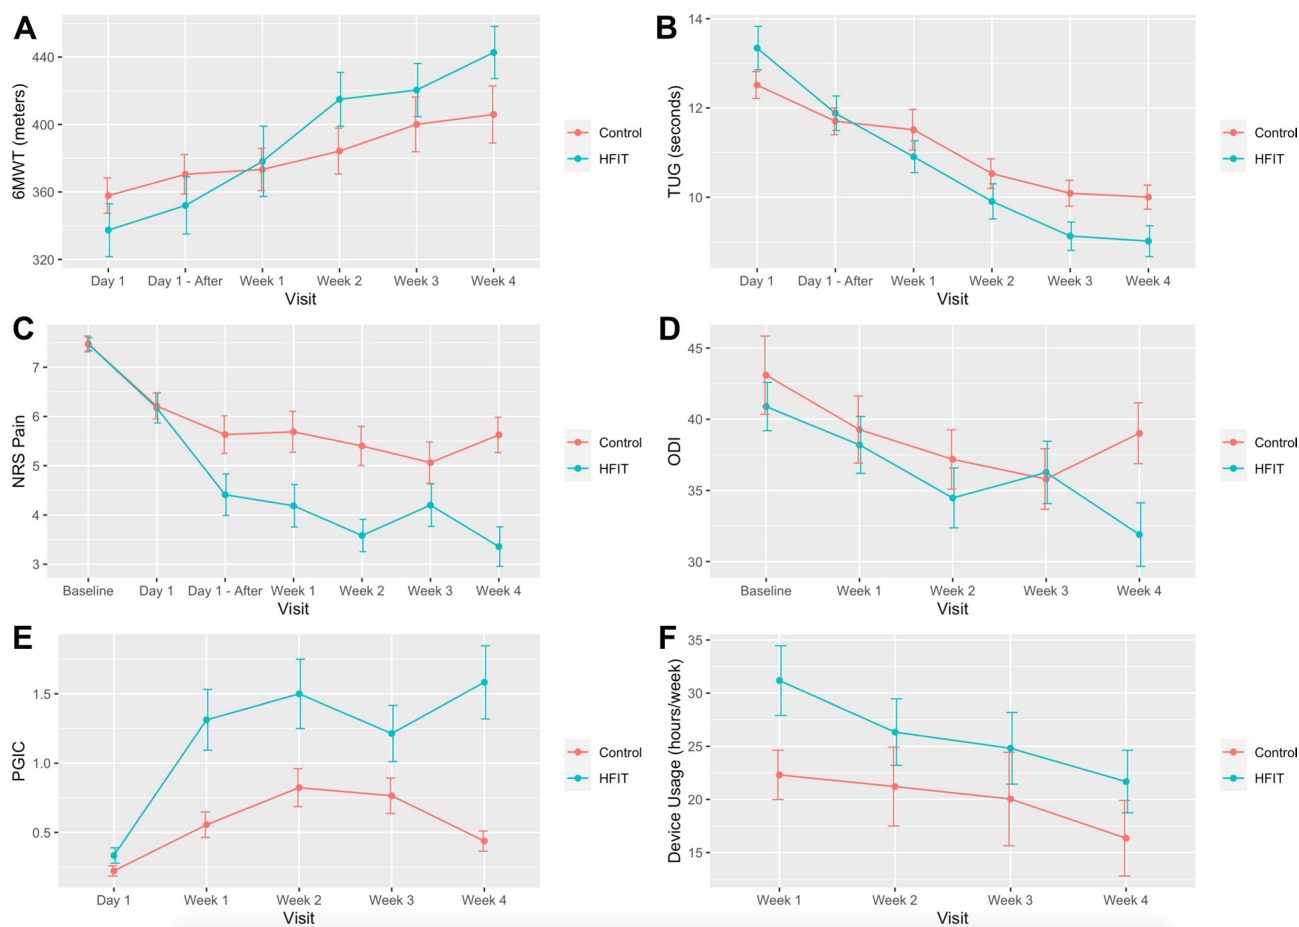 A
6MWT (meters)
440
400
360
320
Day 1 Day 1 - After Week 1 Week 2 Week 3 Week 4
Visit
Control
HFIT
B
TUG (seconds)
14
12
10
Day 1 Day 1 - After Week 1 Week 2 Week 3 Week 4
Visit
Control
HFIT
C
NRS Pain
7
6
5
4
3
Baseline Day 1 Day 1 - After Week 1 Week 2 Week 3 Week 4
Visit
Control
HFIT
D
ODI
45
40
35
30
Baseline Week 1 Week 2 Week 3 Week 4
Visit
Control
HFIT
E
PGIC
1.5
1.0
0.5
Day 1 Week 1 Week 2 Week 3 Week 4
Visit
Control
HFIT
F
Device Usage (hours/week)
35
30
25
20
15
Week 1 Week 2 Week 3 Week 4
Visit
Control
HFIT